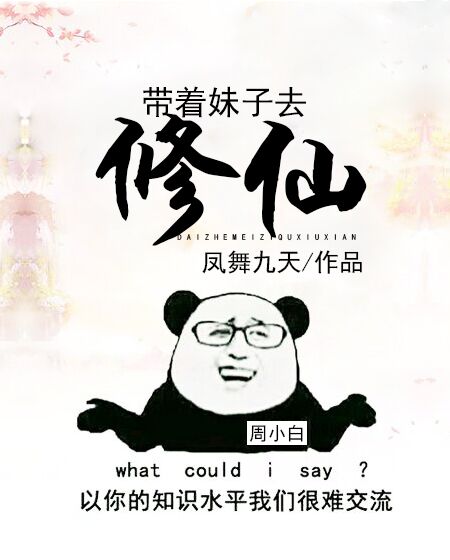 带着妹子去
修仙
DAIZHEMEIZIQUXIUXIAN
凤舞九天/作品
周小白
what could i say ?
以你的知识水平我们很难交流